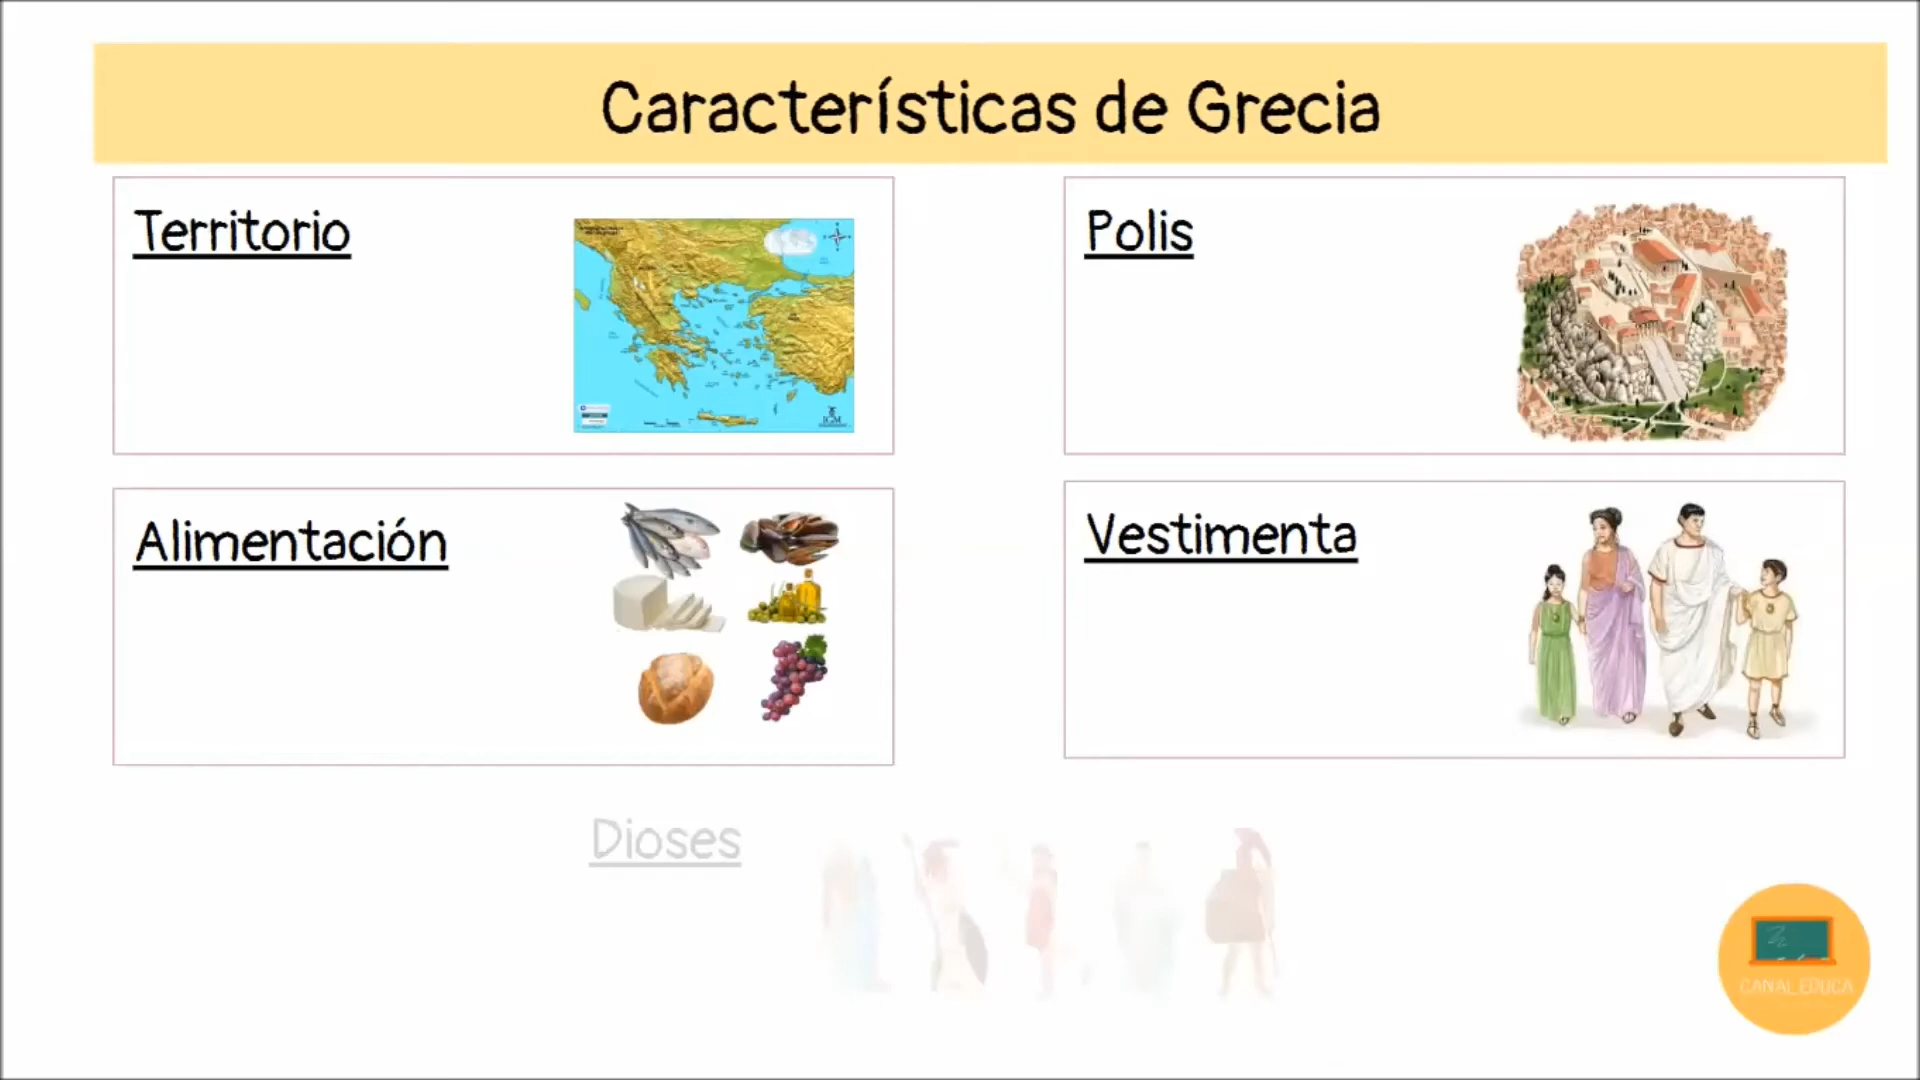 Características de Grecia
Territorio
Polis
Alimentación
Vestimenta
Dioses
CANAL EDUCA